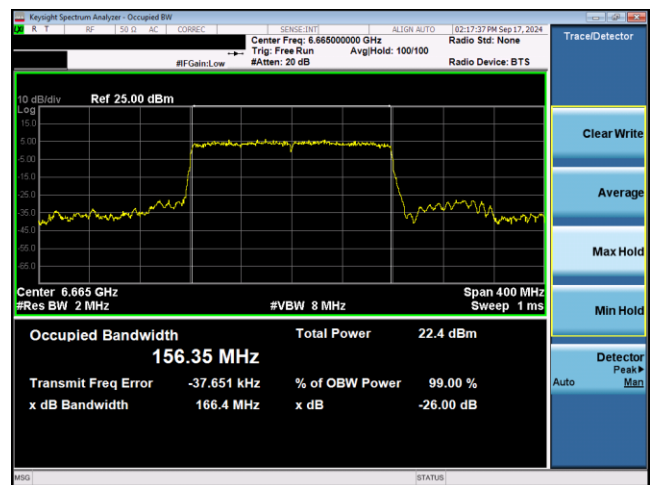 Keysight Spectrum Analyzer - Occupied BW
LXI R T RF 50 Ω AC CORREC SENSE:INT ALIGN AUTO 02:17:37 PM Sep 17, 2024
Center Freq: 6.665000000 GHz Radio Std: None
Trig: Free Run Avg|Hold: 100/100
#IFGain:Low #Atten: 20 dB Radio Device: BTS
Trace/Detector
10 dB/div Ref 25.00 dBm
Log
15.0
5.00
-5.00
-15.0
-25.0
-35.0
-45.0
-55.0
-65.0
Center 6.665 GHz Span 400 MHz
#Res BW 2 MHz #VBW 8 MHz Sweep 1 ms
Occupied Bandwidth Total Power 22.4 dBm
156.35 MHz
Transmit Freq Error -37.651 kHz % of OBW Power 99.00 %
x dB Bandwidth 166.4 MHz x dB -26.00 dB
Clear Write
Average
Max Hold
Min Hold
Detector
Peak▶
Auto Man
MSG STATUS